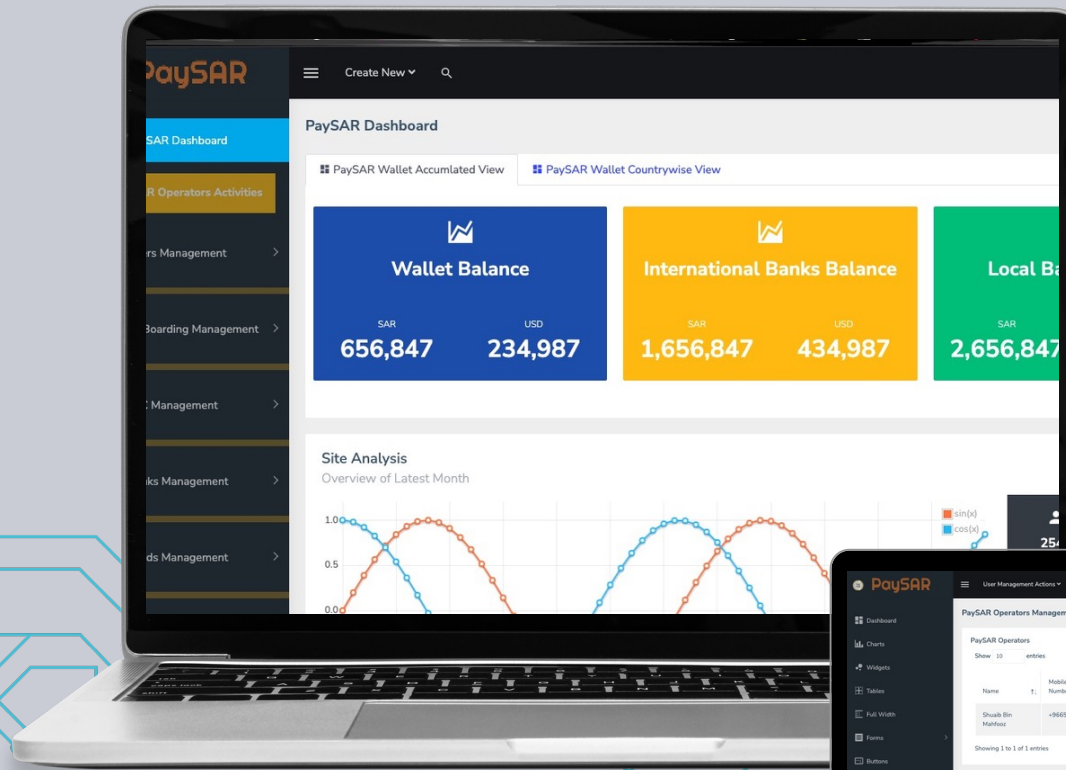 PaySAR
Create New
PaySAR Dashboard
SAR Dashboard
PaySAR Wallet Accumlated View
PaySAR Wallet Countrywise View
R Operators Activities
Wallet Balance
International Banks Balance
Local Ba
SAR
USD
SAR
USD
SAR
656,847
234,987
1,656,847
434,987
2,656,847
rs Management
Boarding Management
Management
ks Management
ds Management
Site Analysis
Overview of Latest Month
1.0
0.5
0.0
sin(x)
cos(x)
254
PaySAR
User Management Actions
PaySAR Operators Managem
Dashboard
Charts
Widgets
Tables
Full Width
Forms
Buttons
PaySAR Operators
Show 10 entries
Name
Mobile
Numbe
Shuaib Bin
Mahfooz
+9665
Showing 1 to 1 of 1 entries